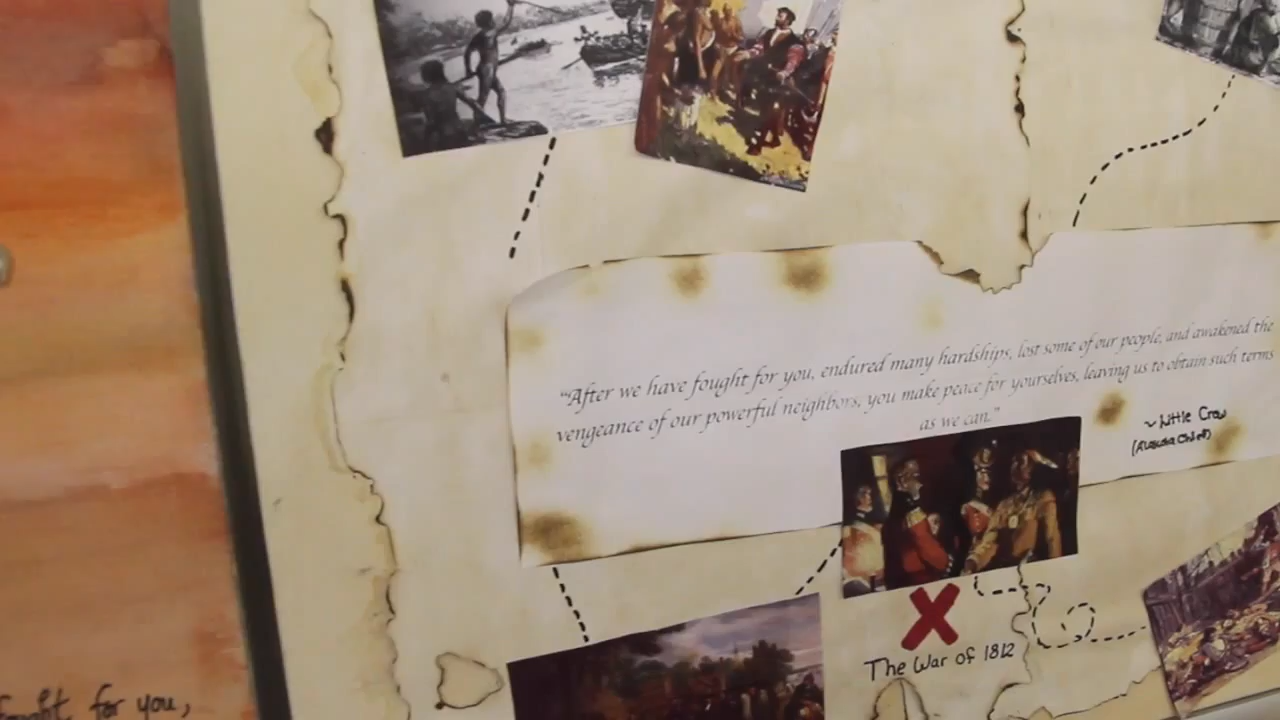 "After we have fought for you, endured many hardships, lost some of our people, and awakened the
vengeance of our powerful neighbors, you make peace for yourselves, leaving us to obtain such terms
as we can."
~ Little Crow
The War of 1812
fought for you,